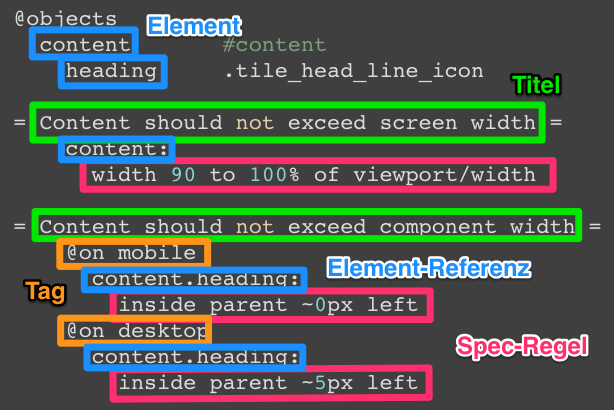 @objects
Element
content #content
heading .tile_head_line_icon
Titel
= Content should not exceed screen width =
content:
width 90 to 100% of viewport/width
= Content should not exceed component width =
@on mobile
Element-Referenz
content.heading:
Tag
inside parent ~0px left
@on desktop
Spec-Regel
content.heading:
inside parent ~5px left